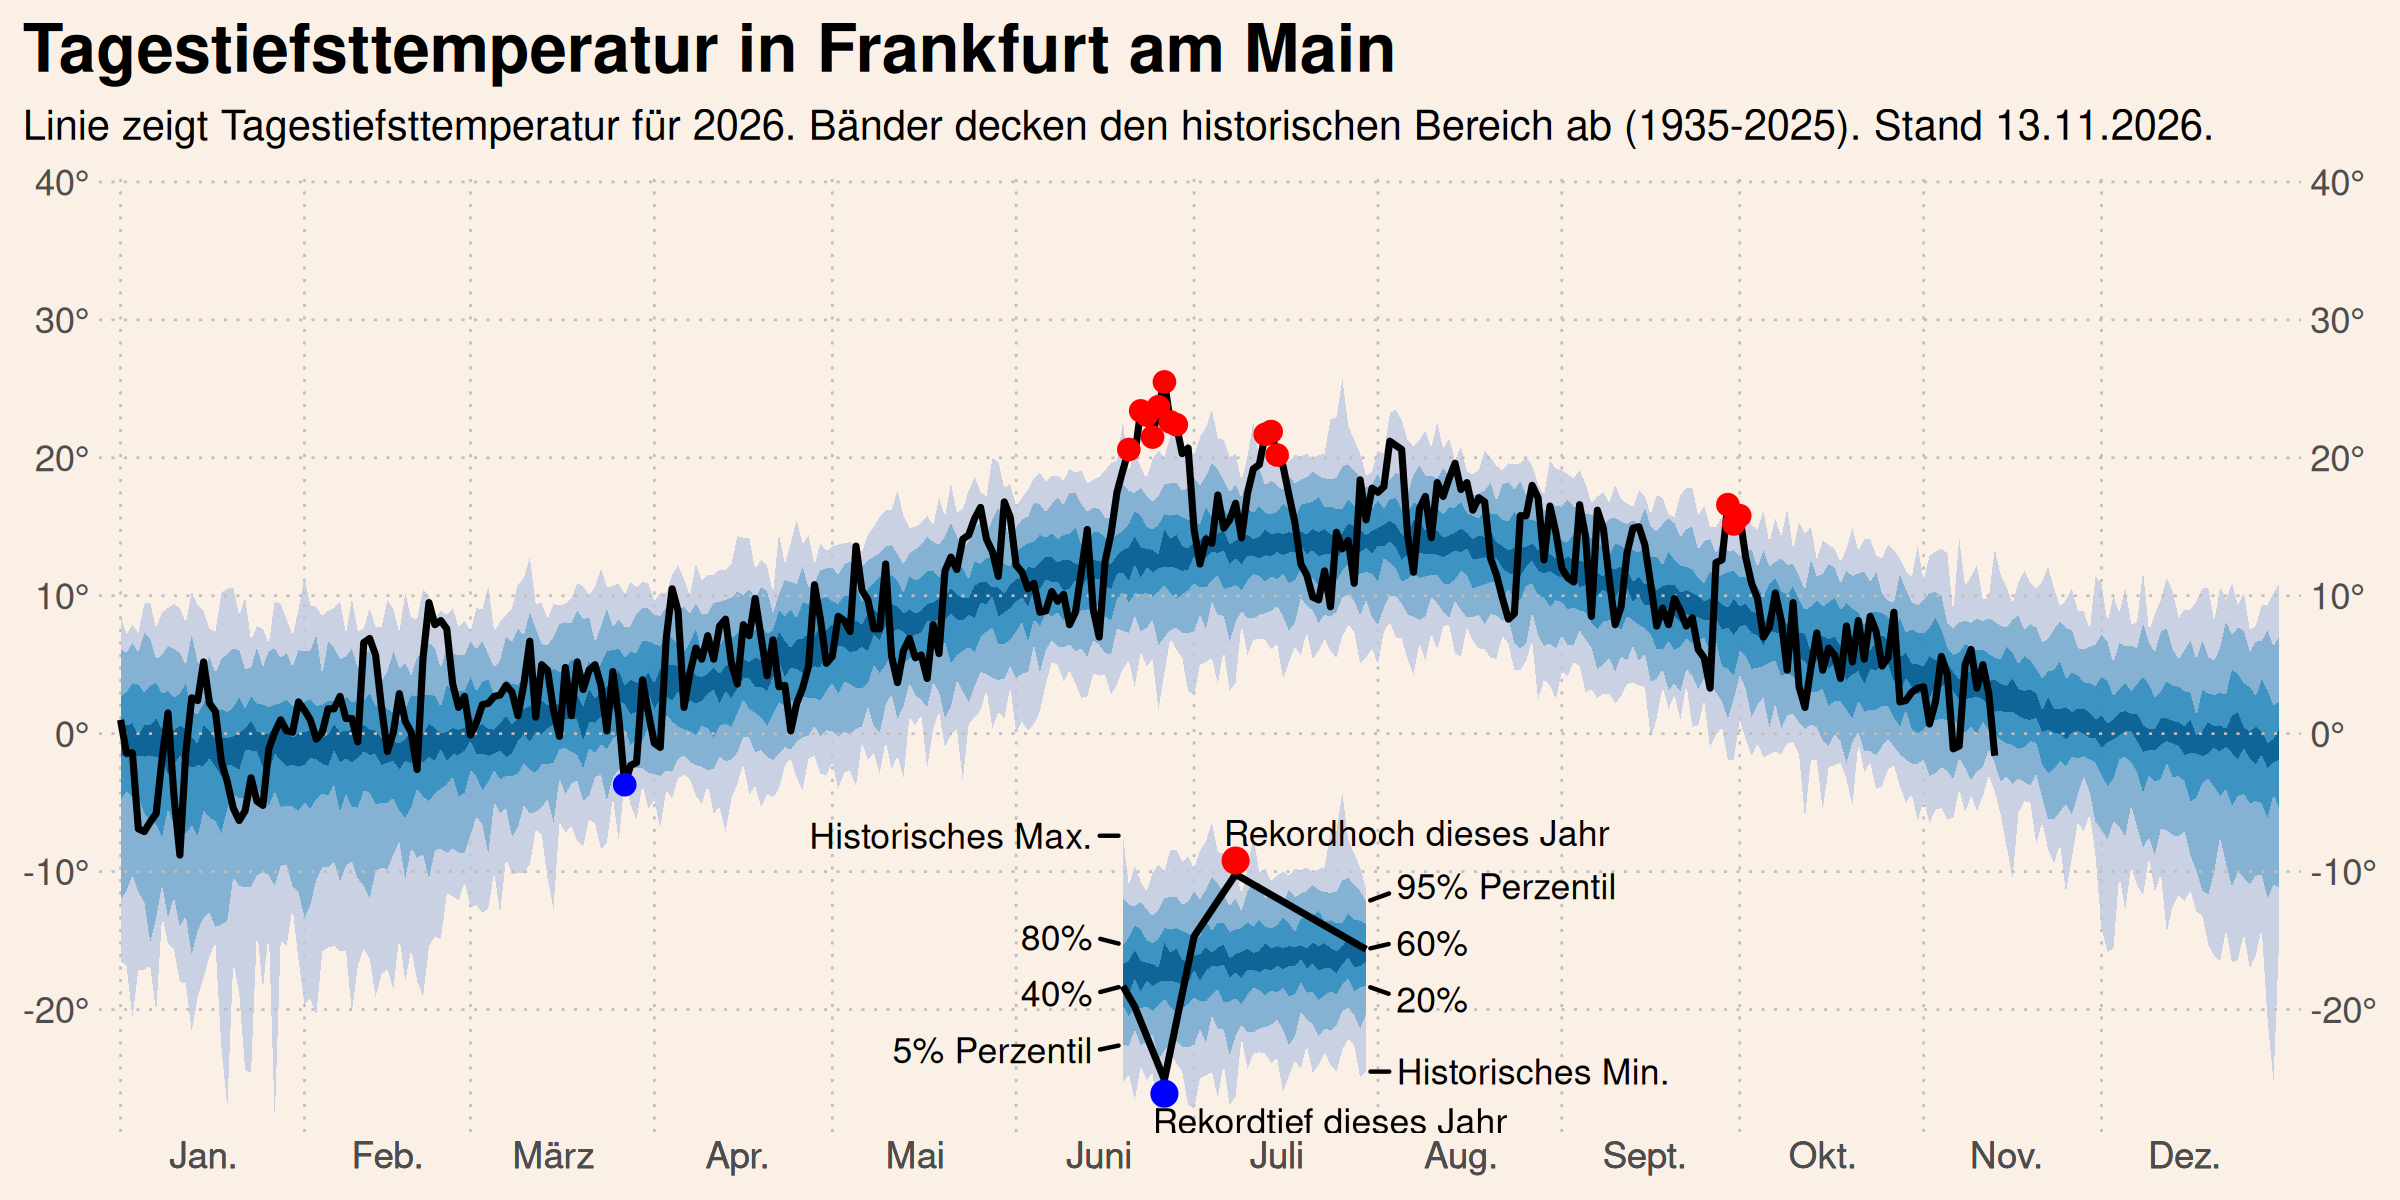 Tagestiefsttemperatur in Frankfurt am Main
Linie zeigt Tagestiefsttemperatur für 2026. Bänder decken den historischen Bereich ab (1935-2025). Stand 13.11.2026.
40° 40°
30° 30°
20° 20°
10° 10°
0° 0°
-10° -10°
-20° -20°
Historisches Max.
Rekordhoch dieses Jahr
95% Perzentil
80%
60%
40%
20%
5% Perzentil
Historisches Min.
Rekordtief dieses Jahr
Jan. Feb. März Apr. Mai Juni Juli Aug. Sept. Okt. Nov. Dez.